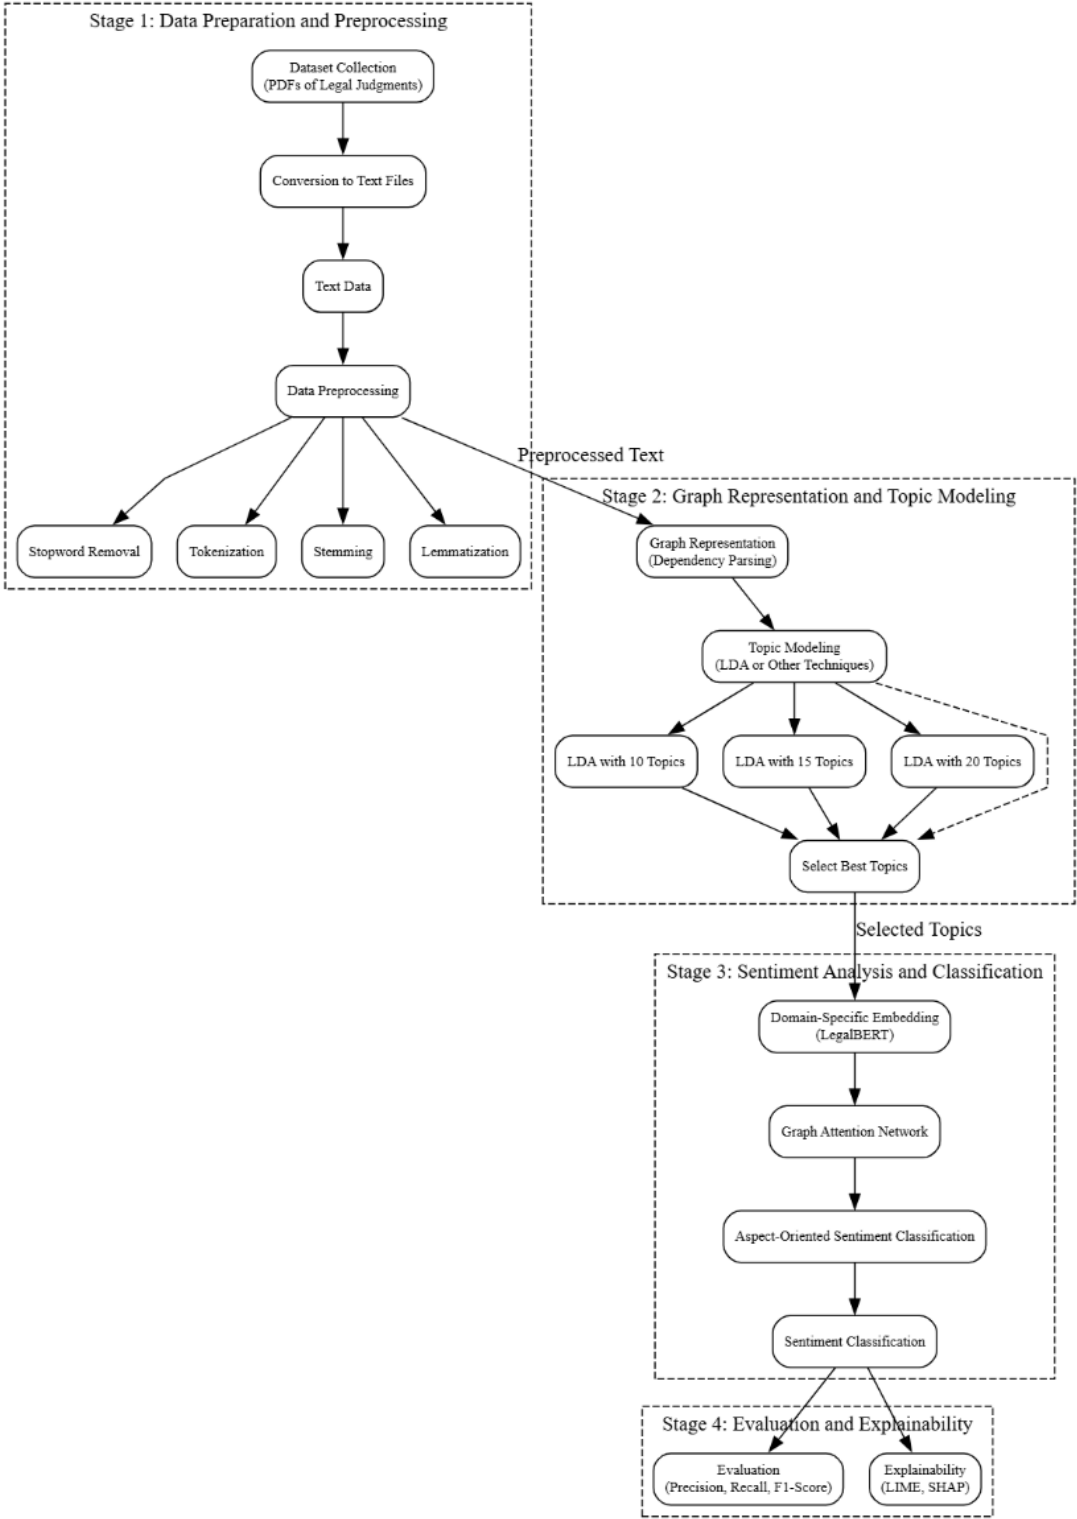 Stage 1: Data Preparation and Preprocessing
Dataset Collection
(PDFs of Legal Judgments)
Conversion to Text Files
Text Data
Data Preprocessing
Stopword Removal
Tokenization
Stemming
Lemmatization
Preprocessed Text
Stage 2: Graph Representation and Topic Modeling
Graph Representation
(Dependency Parsing)
Topic Modeling
(LDA or Other Techniques)
LDA with 10 Topics
LDA with 15 Topics
LDA with 20 Topics
Select Best Topics
Selected Topics
Stage 3: Sentiment Analysis and Classification
Domain-Specific Embedding
(LegalBERT)
Graph Attention Network
Aspect-Oriented Sentiment Classification
Sentiment Classification
Stage 4: Evaluation and Explainability
Evaluation
(Precision, Recall, F1-Score)
Explainability
(LIME, SHAP)